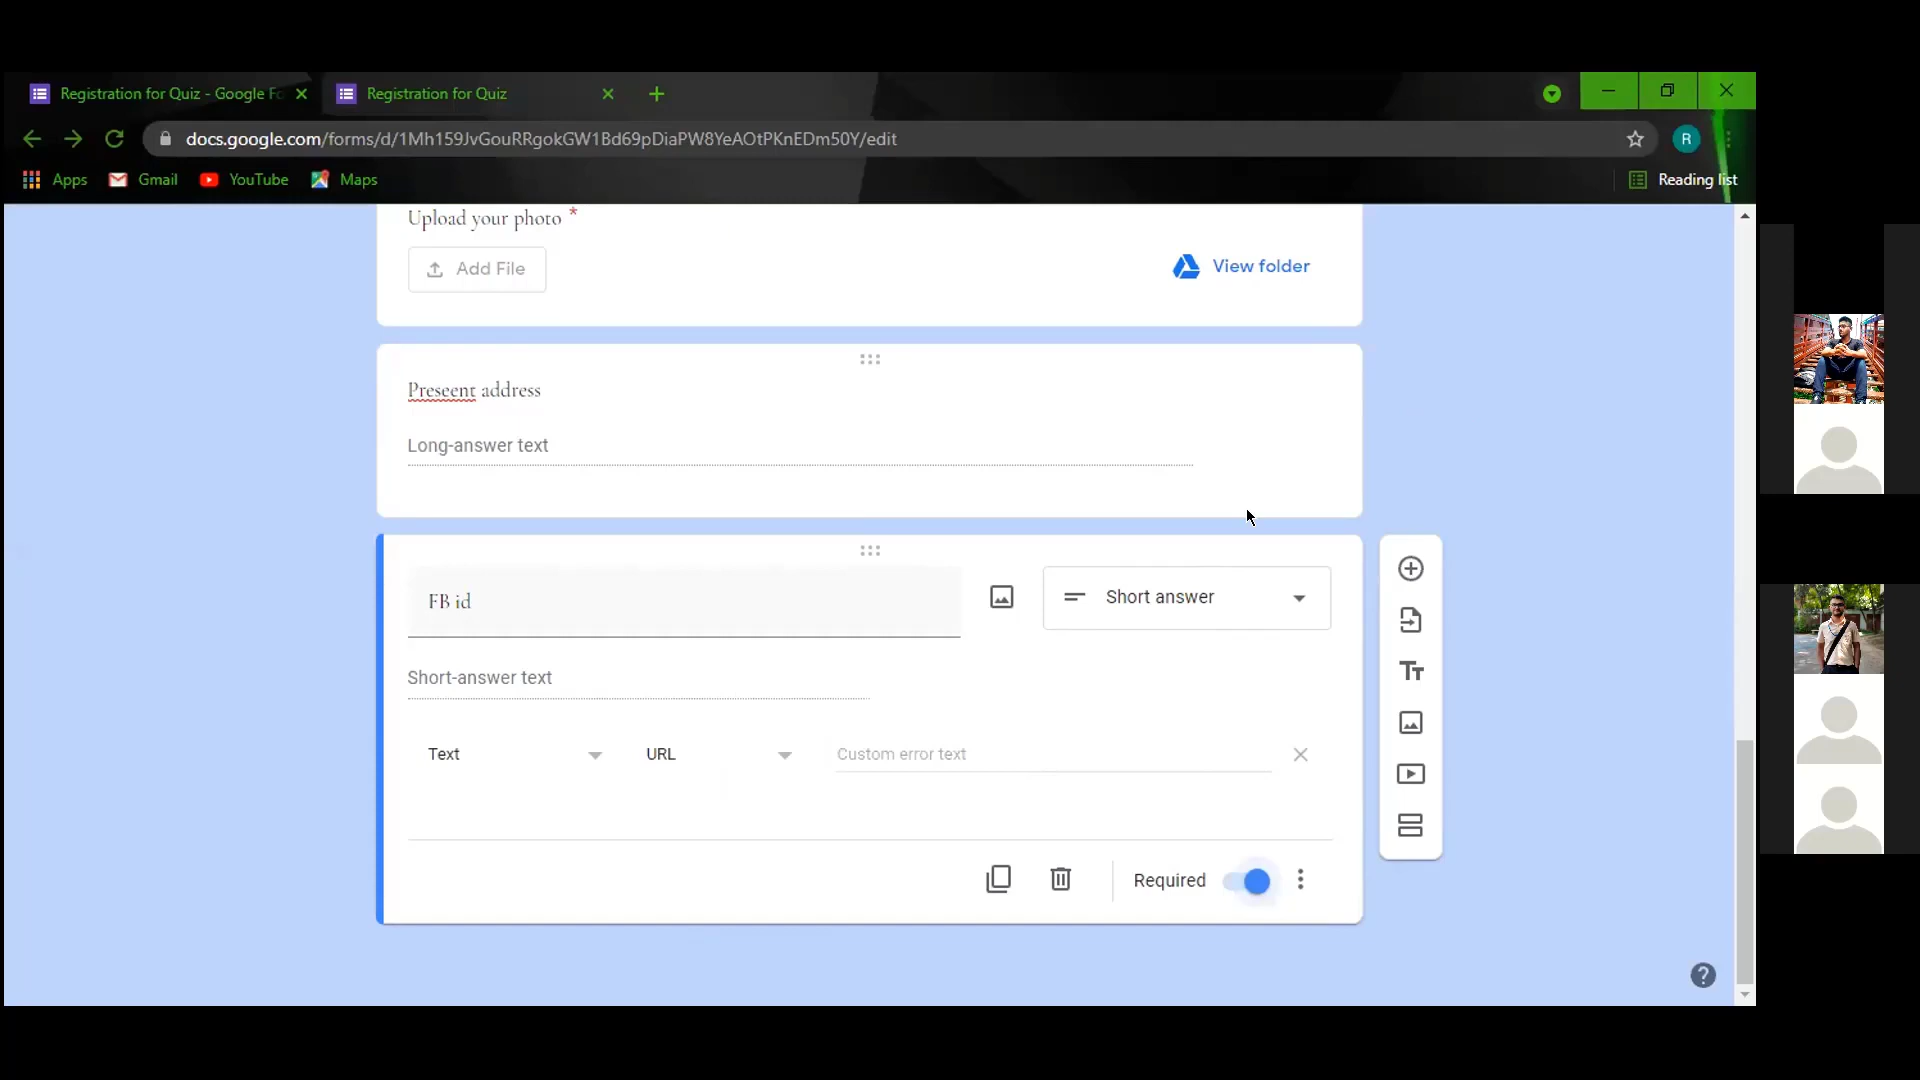 Registration for Quiz - Google Fo
Registration for Quiz
docs.google.com/forms/d/1Mh159JvGouRRgokGW1Bd69pDiaPW8YeAOtPKnEDm50Y/edit
R
Apps
Gmail
YouTube
Maps
Reading list
Upload your photo *
Add File
View folder
Preseent address
Long-answer text
FB id
Short answer
Short-answer text
Text
URL
Custom error text
Required